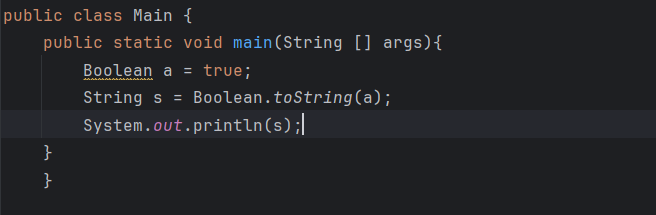 public class Main {
    public static void main(String [] args){
        Boolean a = true;
        String s = Boolean.toString(a);
        System.out.println(s);
    }
    }